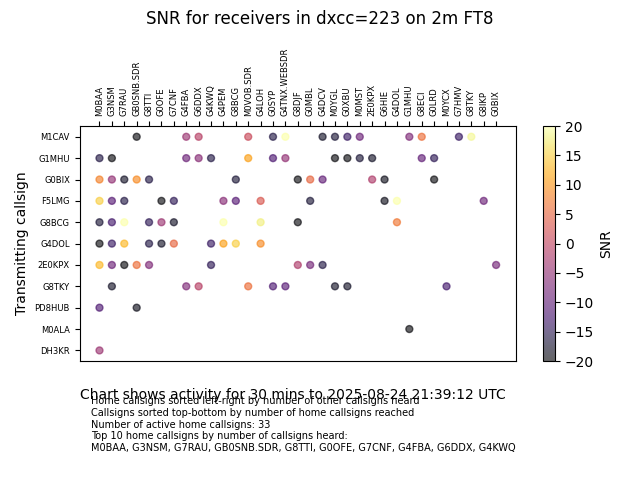 SNR for receivers in dxcc=223 on 2m FT8
M0BAA
G3NSM
G7RAU
GB0NSB.SDR
G8TTI
G0OFE
G7CNF
G4FBA
G6DDX
G4KWQ
G4PEM
G8BCG
M0VOB.SDR
G4LOH
G0SYP
G4TNX.WEBSDR
G8DJF
G0MBL
G4DCV
M0YGL
G0XBU
M0MST
2E0KPX
G6HIE
G4DOL
G1MHU
G8ECI
G0LRD
M0YCX
G7HMV
G8TKY
G8IKP
G0BIX
Transmitting callsign
M1CAV
G1MHU
G0BIX
F5LMG
G8BCG
G4DOL
2E0KPX
G8TKY
PD8HUB
M0ALA
DH3KR
20
15
10
5
0
−5
−10
−15
−20
SNR
Chart shows activity for 30 mins to 2025-08-24 21:39:12 UTC
Home callsigns sorted left-right by number of other callsigns heard
Callsigns sorted top-bottom by number of home callsigns reached
Number of active home callsigns: 33
Top 10 home callsigns by number of callsigns heard:
M0BAA, G3NSM, G7RAU, GB0NSB.SDR, G8TTI, G0OFE, G7CNF, G4FBA, G6DDX, G4KWQ